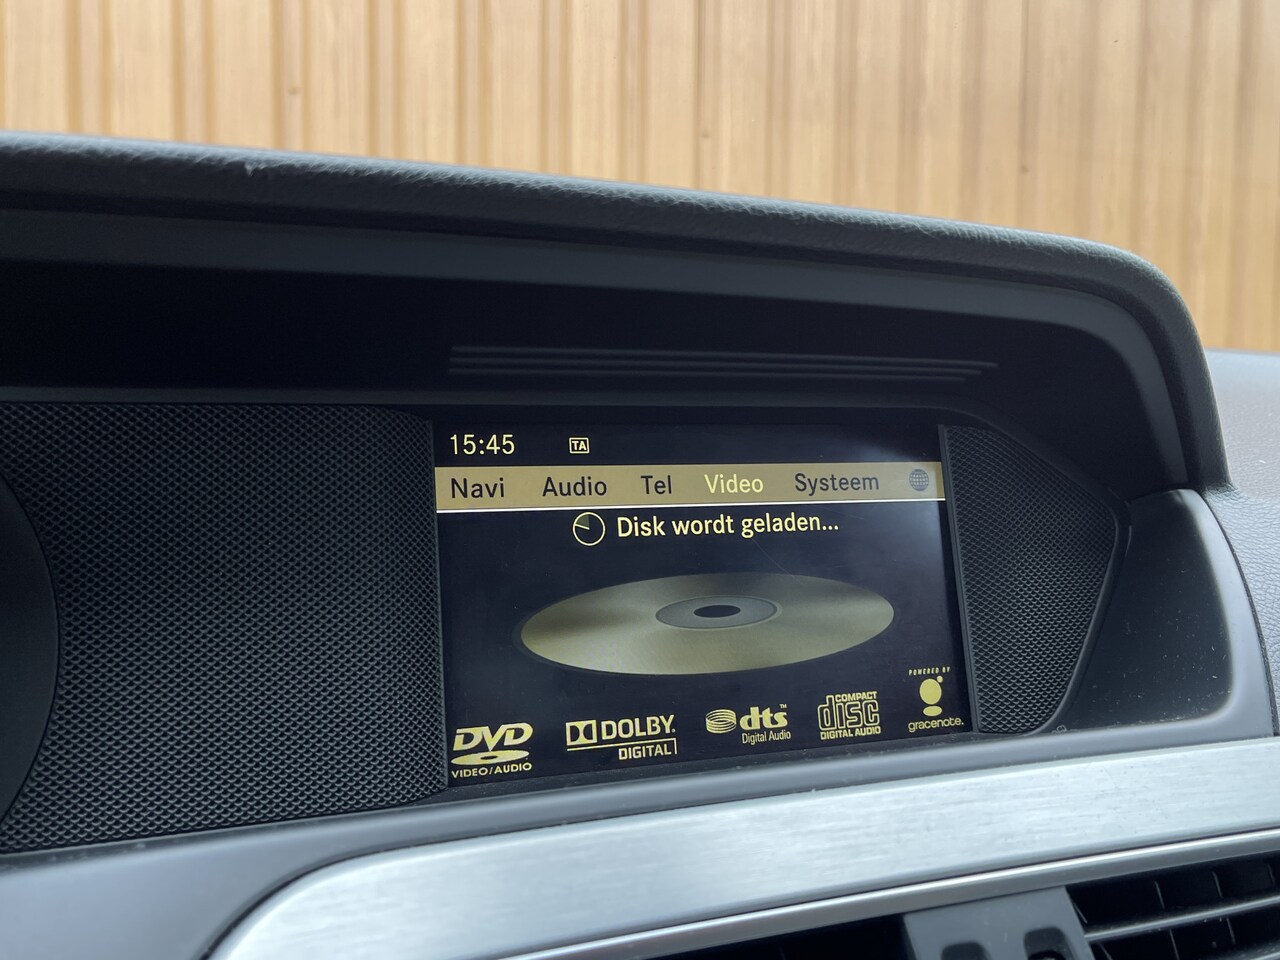 15:45 TA
Navi Audio Tel Video Systeem
Disk wordt geladen...
POWERED BY
gracenote.
DVD
VIDEO/AUDIO
DOLBY
DIGITAL
dts™
Digital Audio
COMPACT
disc
DIGITAL AUDIO